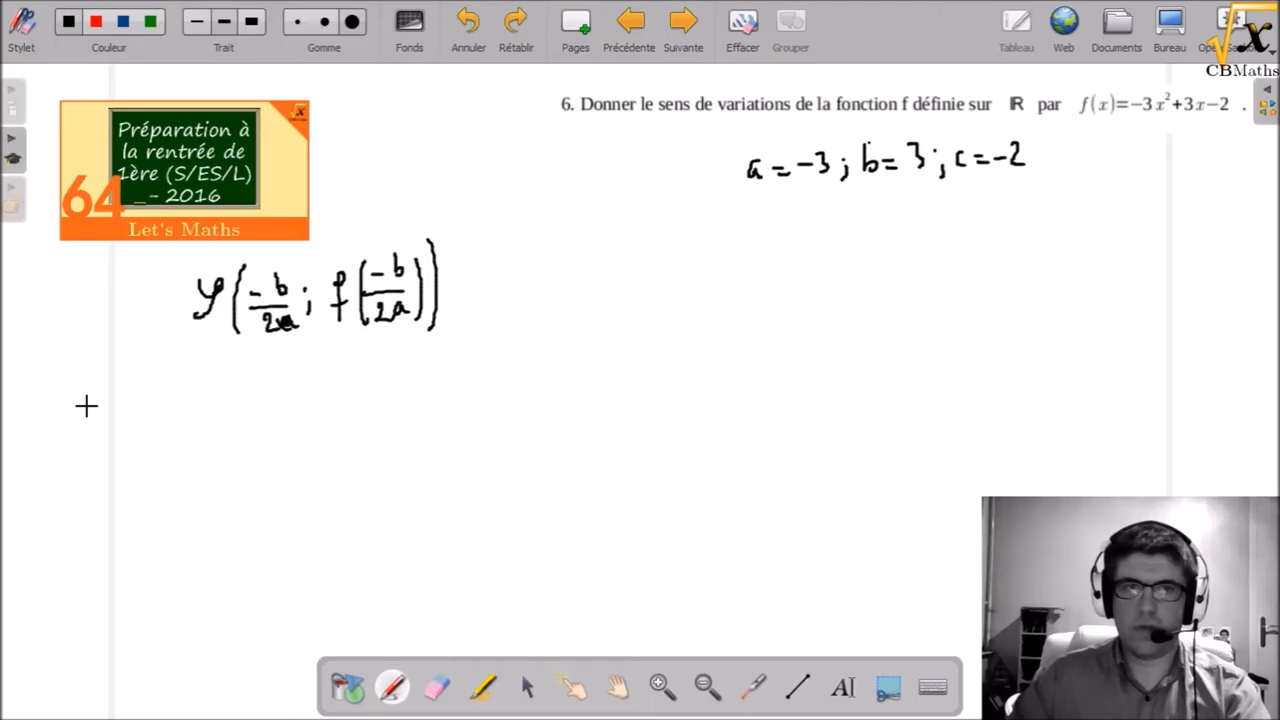 Stylet Couleur Trait Gomme Fonds Annuler Rétablir Pages Précédente Suivante Effacer Grouper Tableau Web Documents Bureau
CBMaths
6. Donner le sens de variations de la fonction f définie sur ℝ par f(x)=−3x²+3x−2 .
a = −3 ; b = 3 ; c = −2
Préparation à
la rentrée de
1ère (S/ES/L)
_ - 2016
64
Let's Maths
𝒮(−b/2a ; f(−b/2a))